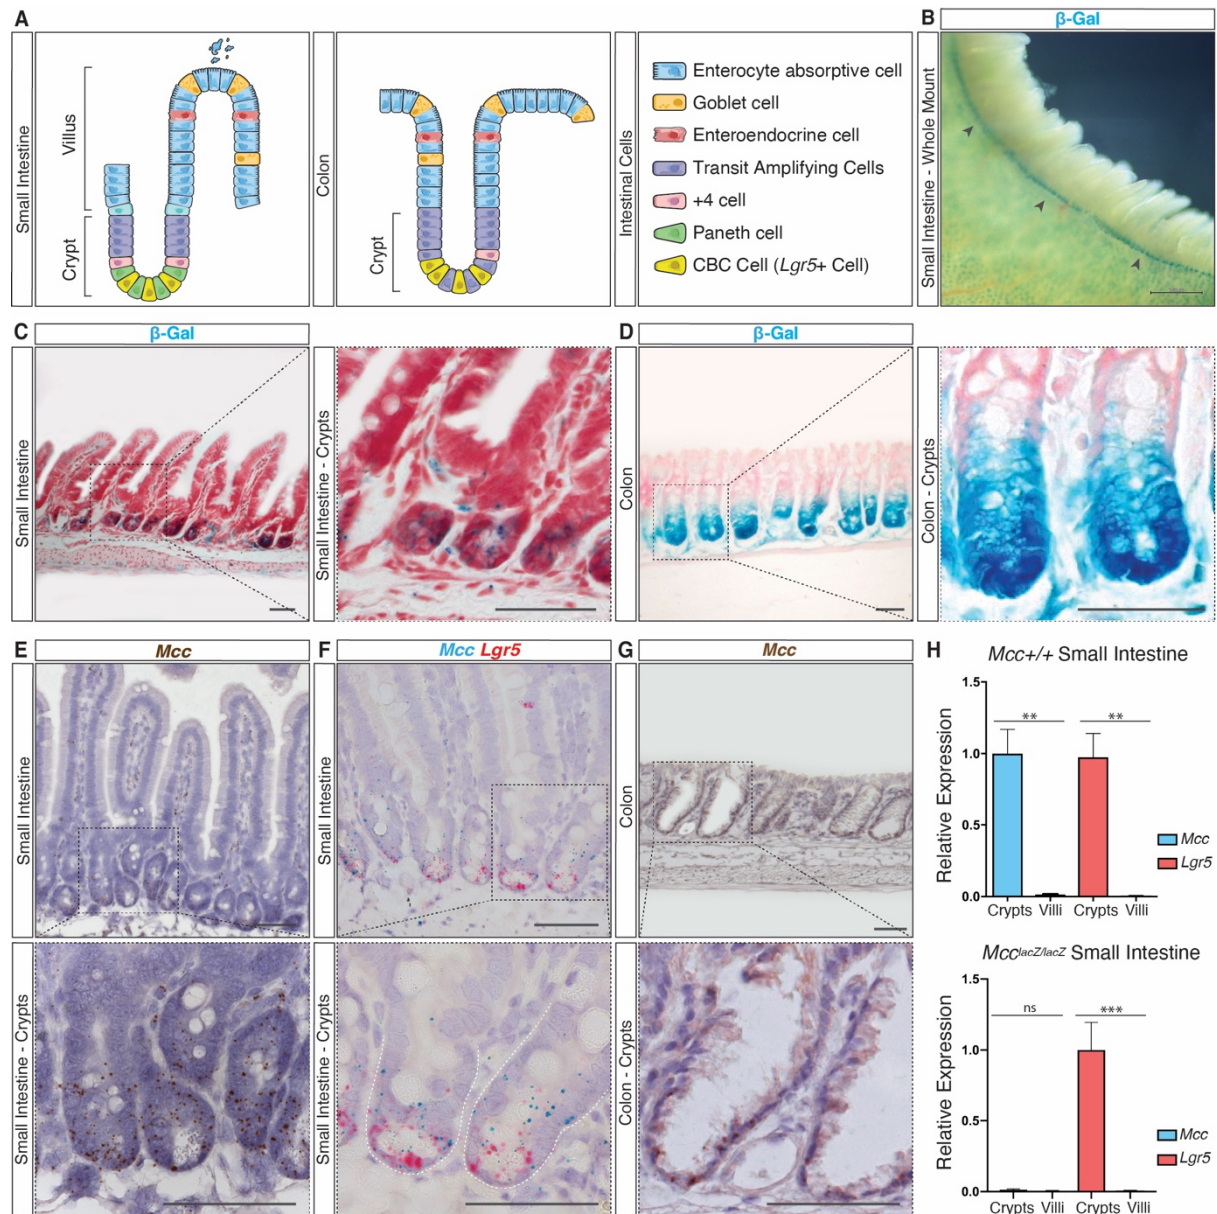 A
Small Intestine
Villus
Crypt
Colon
Crypt
Intestinal Cells
Enterocyte absorptive cell
Goblet cell
Enteroendocrine cell
Transit Amplifying Cells
+4 cell
Paneth cell
CBC Cell (Lgr5+ Cell)
B
β-Gal
Small Intestine - Whole Mount
C
β-Gal
Small Intestine
Small Intestine - Crypts
D
β-Gal
Colon
Colon - Crypts
E
Mcc
Small Intestine
Small Intestine - Crypts
F
Mcc Lgr5
Small Intestine
Small Intestine - Crypts
G
Mcc
Colon
Colon - Crypts
H
Mcc+/+ Small Intestine
Relative Expression
1.5
1.0
0.5
0.0
**
**
Crypts Villi Crypts Villi
Mcc
Lgr5
McclacZ/lacZ Small Intestine
Relative Expression
1.5
1.0
0.5
0.0
ns
***
Crypts Villi Crypts Villi
Mcc
Lgr5